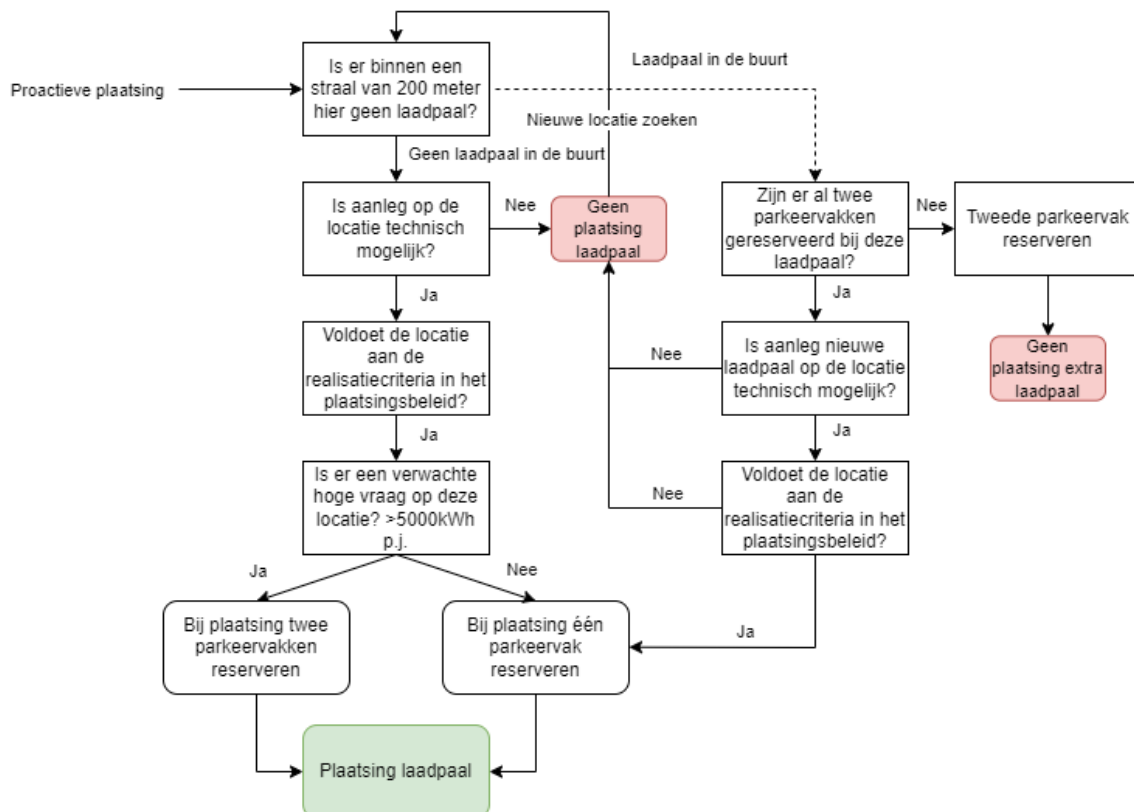 Proactieve plaatsing
Is er binnen een
straal van 200 meter
hier geen laadpaal?
Laadpaal in de buurt
Nieuwe locatie zoeken
Geen laadpaal in de buurt
Is aanleg op de
locatie technisch
mogelijk?
Nee
Geen
plaatsing
laadpaal
Zijn er al twee
parkeervakken
gereserveerd bij deze
laadpaal?
Nee
Tweede parkeervak
reserveren
Ja
Ja
Voldoet de locatie
aan de
realisatiecriteria in het
plaatsingsbeleid?
Nee
Is aanleg nieuwe
laadpaal op de locatie
technisch mogelijk?
Geen
plaatsing extra
laadpaal
Ja
Ja
Is er een verwachte
hoge vraag op deze
locatie? >5000kWh
p.j.
Nee
Voldoet de locatie
aan de
realisatiecriteria in het
plaatsingsbeleid?
Ja
Nee
Bij plaatsing twee
parkeervakken
reserveren
Bij plaatsing één
parkeervak
reserveren
Ja
Plaatsing laadpaal